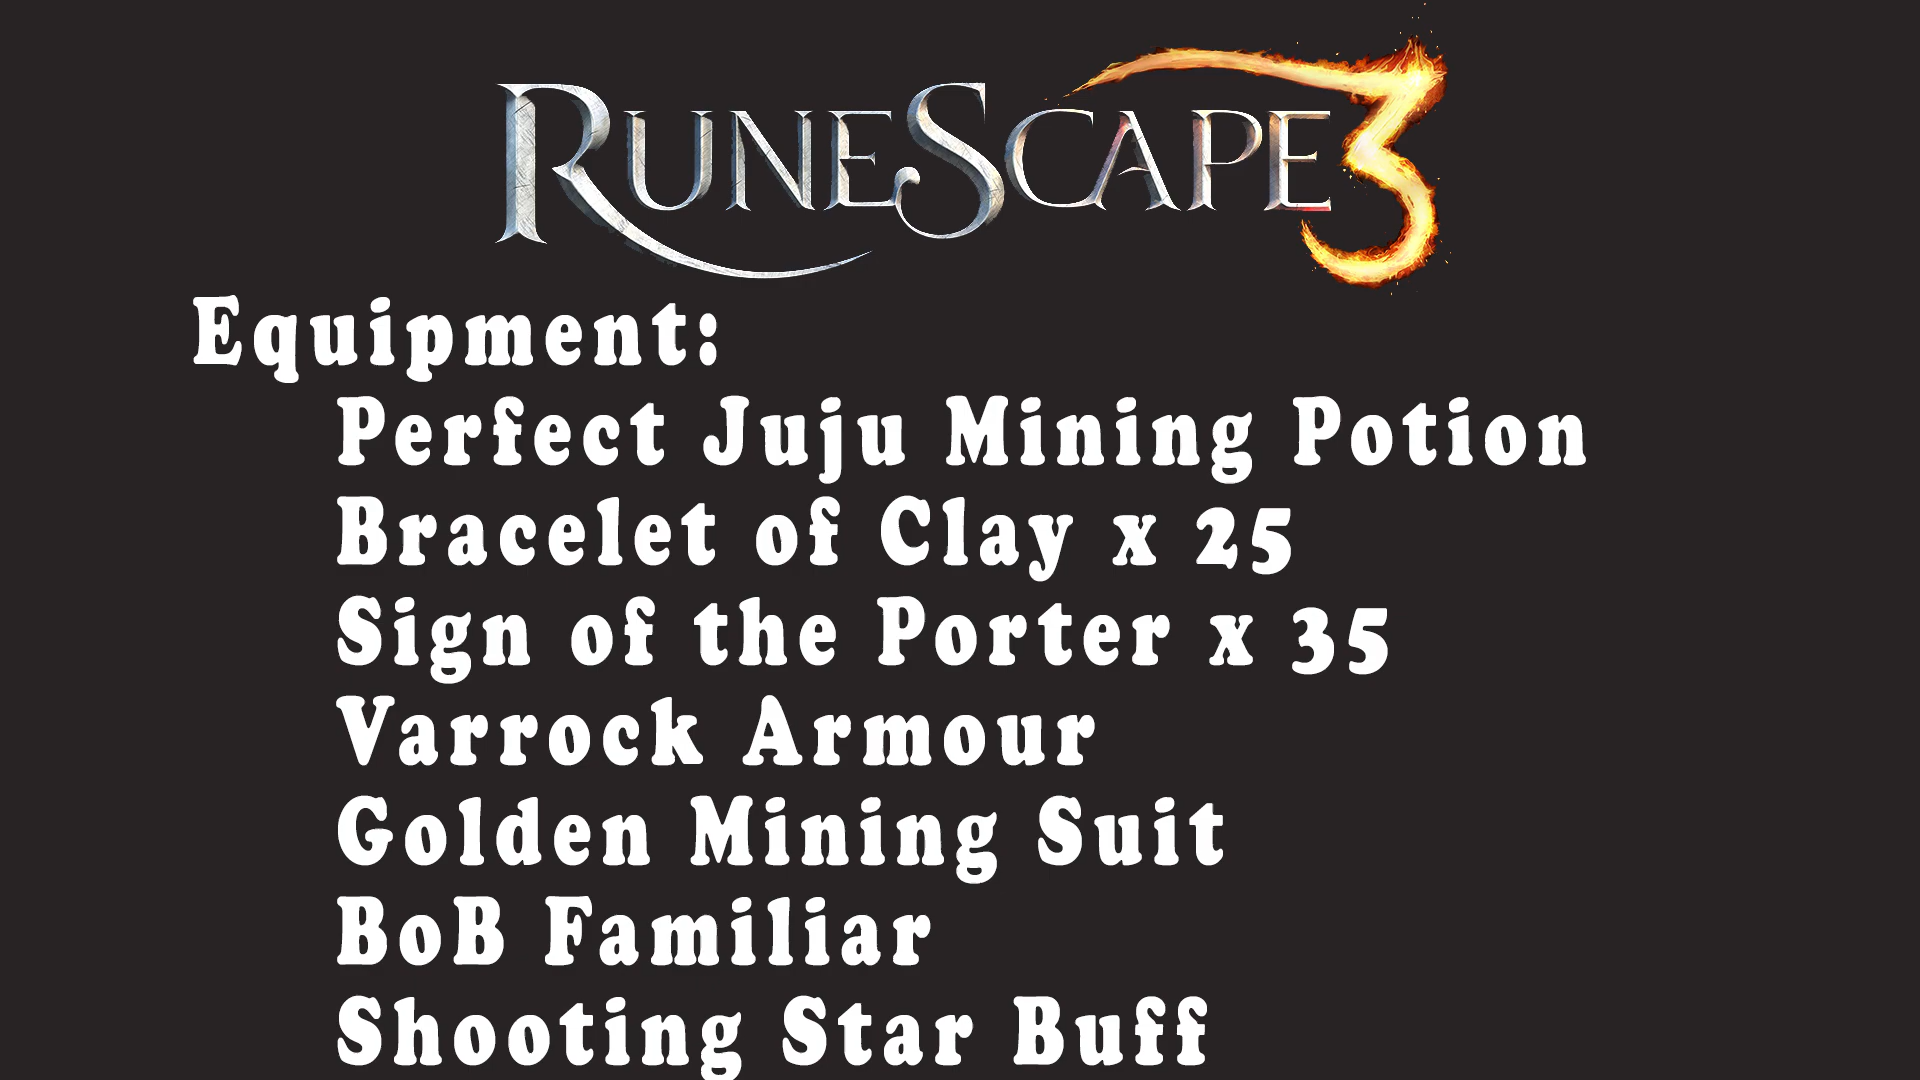 RuneScape 3
Equipment:
Perfect Juju Mining Potion
Bracelet of Clay x 25
Sign of the Porter x 35
Varrock Armour
Golden Mining Suit
BoB Familiar
Shooting Star Buff